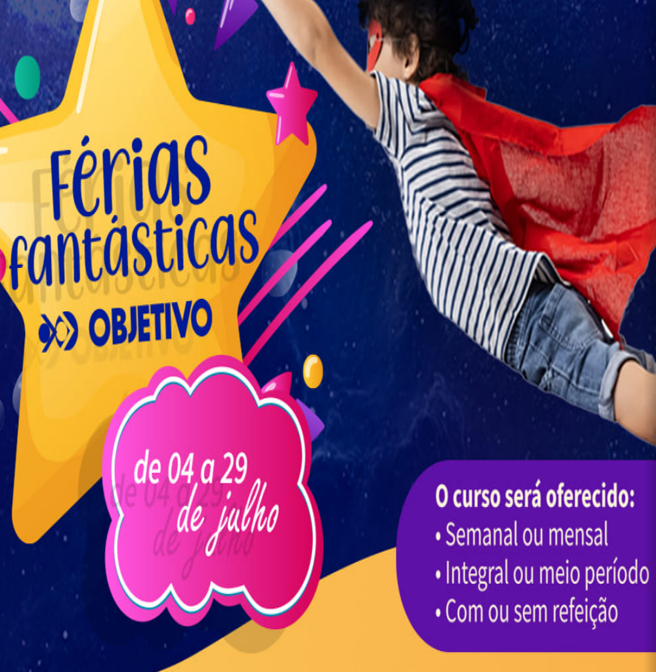 Férias
fantásticas
OBJETIVO
de 04 a 29
de julho
O curso será oferecido:
• Semanal ou mensal
• Integral ou meio período
• Com ou sem refeição